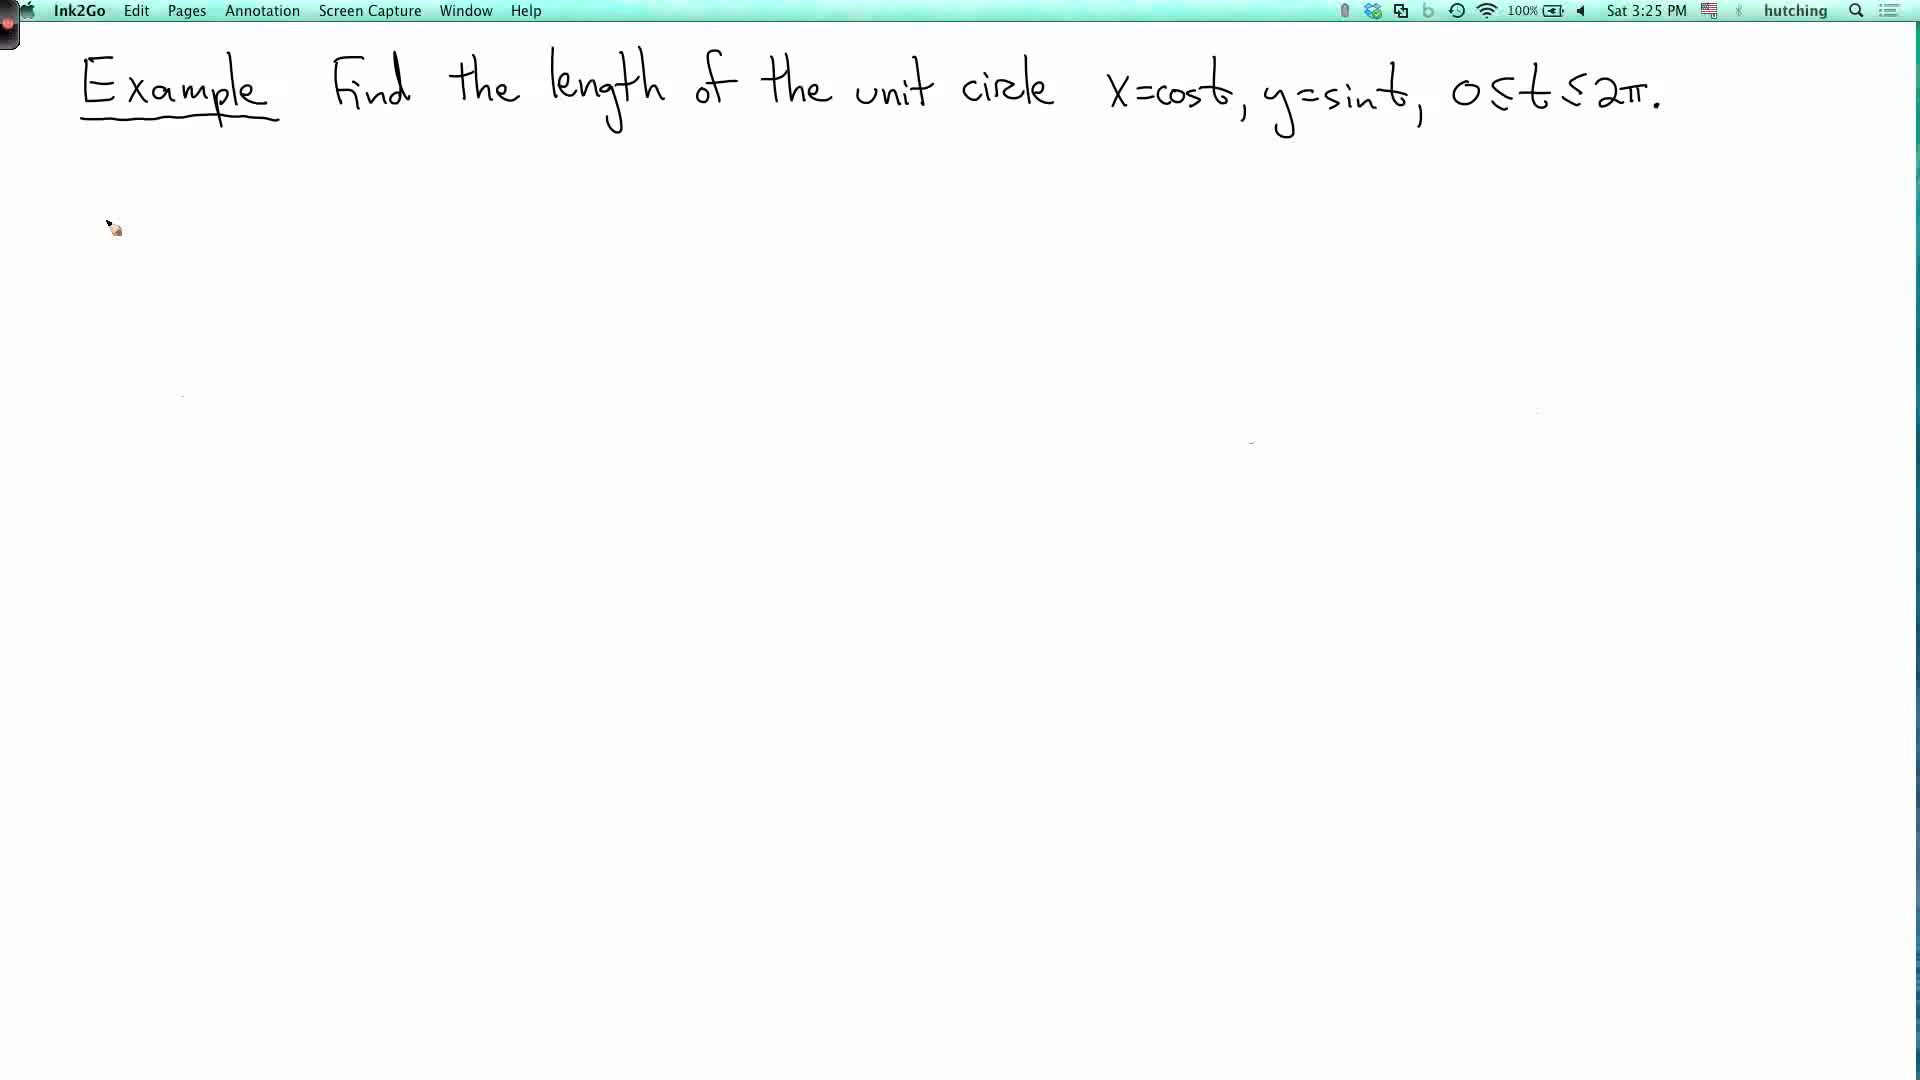 Ink2Go Edit Pages Annotation Screen Capture Window Help 100% Sat 3:25 PM hutching
Example Find the length of the unit circle x=cost, y=sint, 0≤t≤2π.